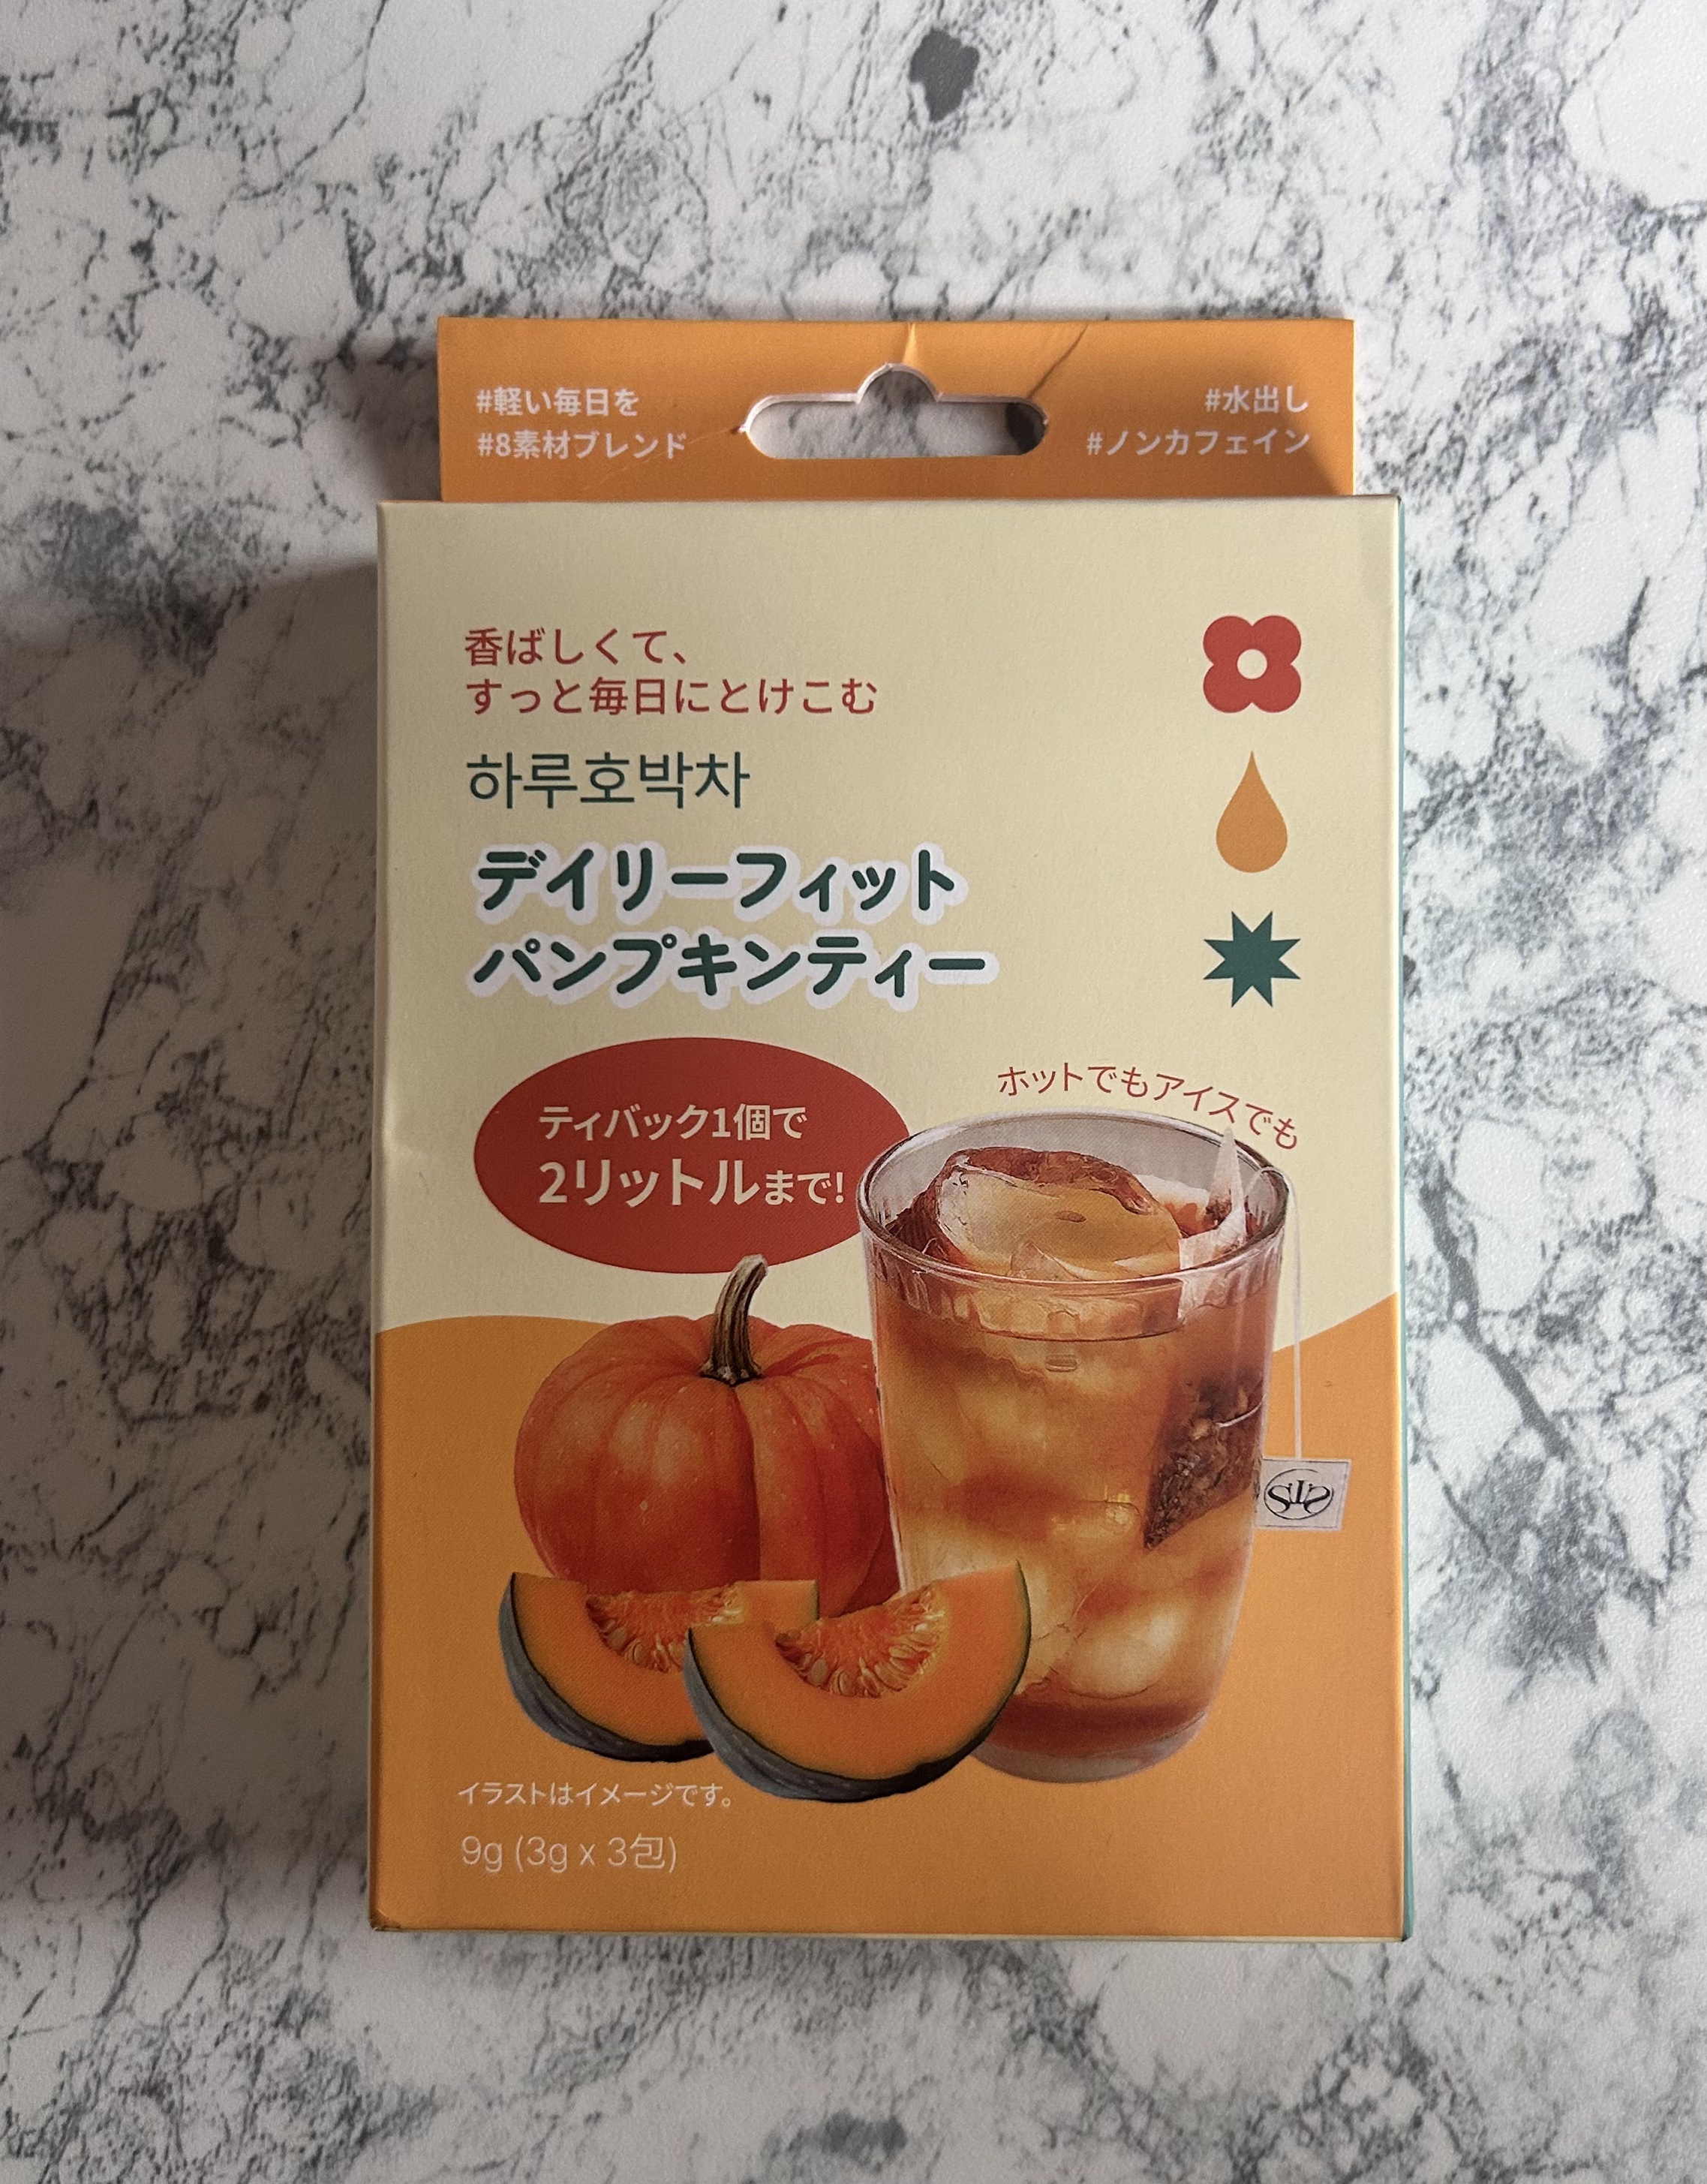 #軽い毎日を
#8素材ブレンド
#水出し
#ノンカフェイン
香ばしくて、
すっと毎日にとけこむ
하루호박차
デイリーフィット
パンプキンティー
ティバック1個で
2リットルまで!
ホットでもアイスでも
イラストはイメージです。
9g (3g x 3包)